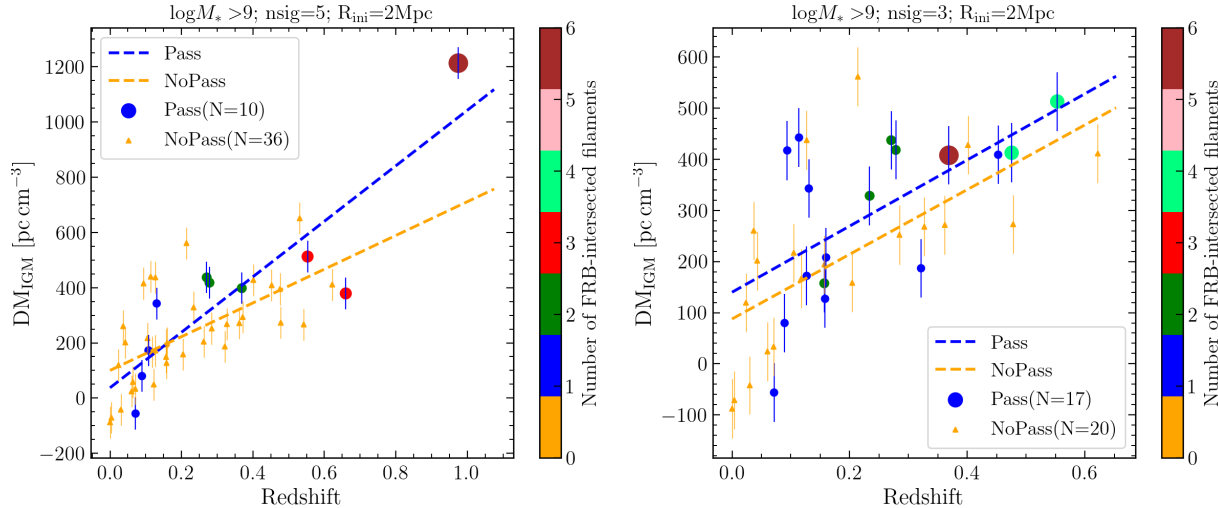 logM* >9; nsig=5; R_ini=2Mpc
Pass
NoPass
Pass(N=10)
NoPass(N=36)
DM_IGM [pc cm^−3]
1200
1000
800
600
400
200
0
−200
0.0 0.2 0.4 0.6 0.8 1.0
Redshift
6
5
4
3
2
1
0
Number of FRB-intersected filaments
logM* >9; nsig=3; R_ini=2Mpc
DM_IGM [pc cm^−3]
600
500
400
300
200
100
0
−100
Pass
NoPass
Pass(N=17)
NoPass(N=20)
0.0 0.2 0.4 0.6
Redshift
6
5
4
3
2
1
0
Number of FRB-intersected filaments